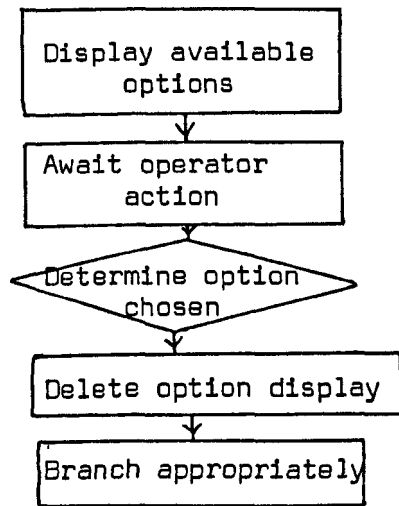 Display available
options
Await operator
action
Determine option
chosen
Delete option display
Branch appropriately